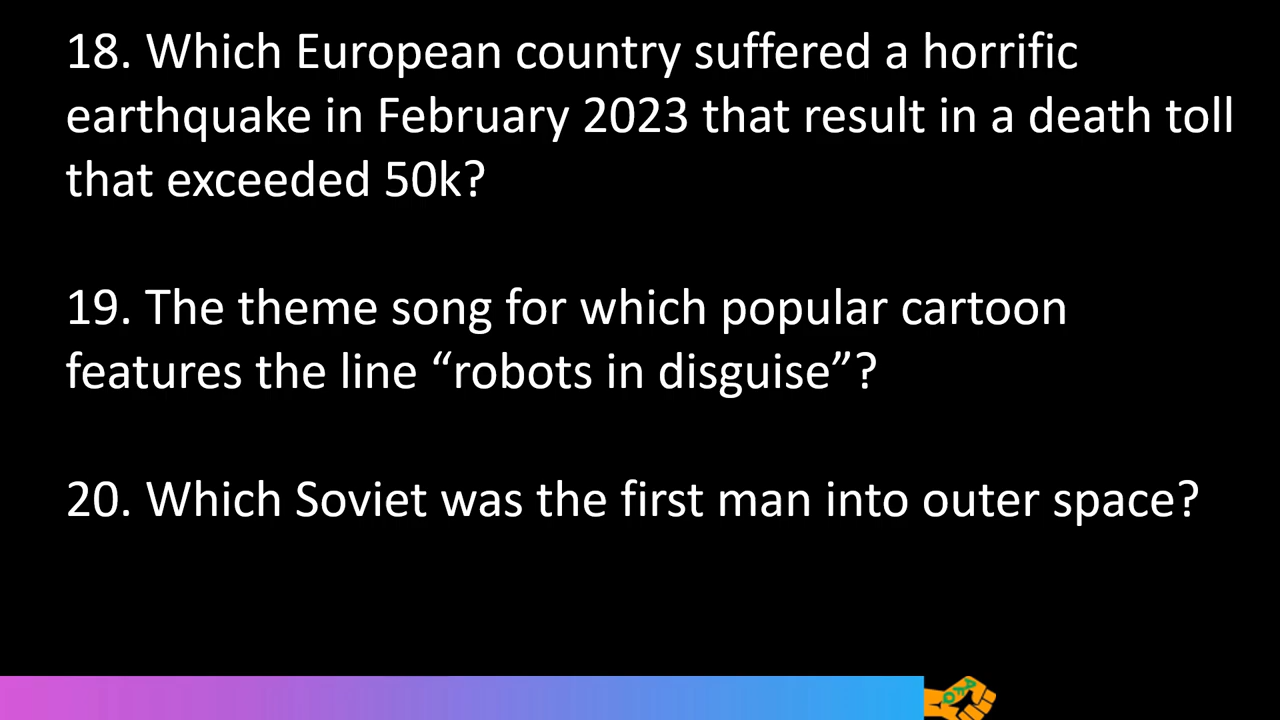 18. Which European country suffered a horrific
earthquake in February 2023 that result in a death toll
that exceeded 50k?
19. The theme song for which popular cartoon
features the line “robots in disguise”?
20. Which Soviet was the first man into outer space?